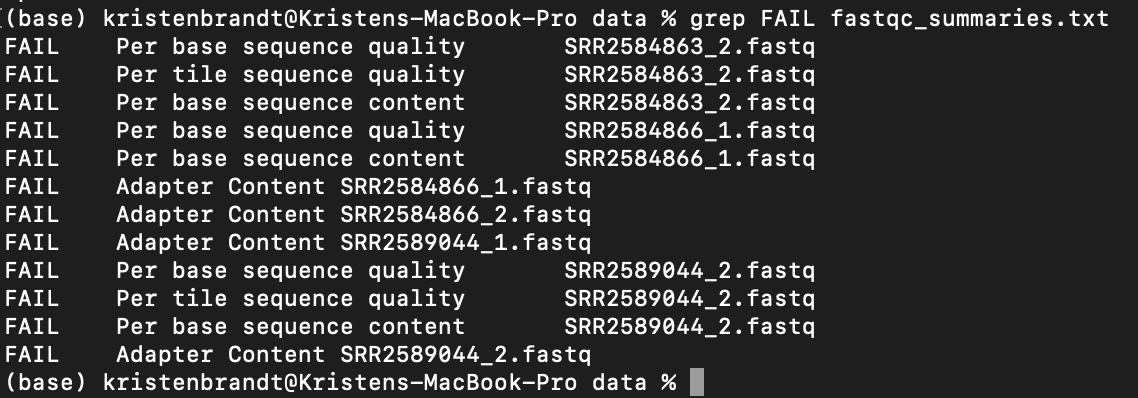 (base) kristenbrandt@Kristens-MacBook-Pro data % grep FAIL fastqc_summaries.txt
FAIL    Per base sequence quality       SRR2584863_2.fastq
FAIL    Per tile sequence quality       SRR2584863_2.fastq
FAIL    Per base sequence content       SRR2584863_2.fastq
FAIL    Per base sequence quality       SRR2584866_1.fastq
FAIL    Per base sequence content       SRR2584866_1.fastq
FAIL    Adapter Content SRR2584866_1.fastq
FAIL    Adapter Content SRR2584866_2.fastq
FAIL    Adapter Content SRR2589044_1.fastq
FAIL    Per base sequence quality       SRR2589044_2.fastq
FAIL    Per tile sequence quality       SRR2589044_2.fastq
FAIL    Per base sequence content       SRR2589044_2.fastq
FAIL    Adapter Content SRR2589044_2.fastq
(base) kristenbrandt@Kristens-MacBook-Pro data %